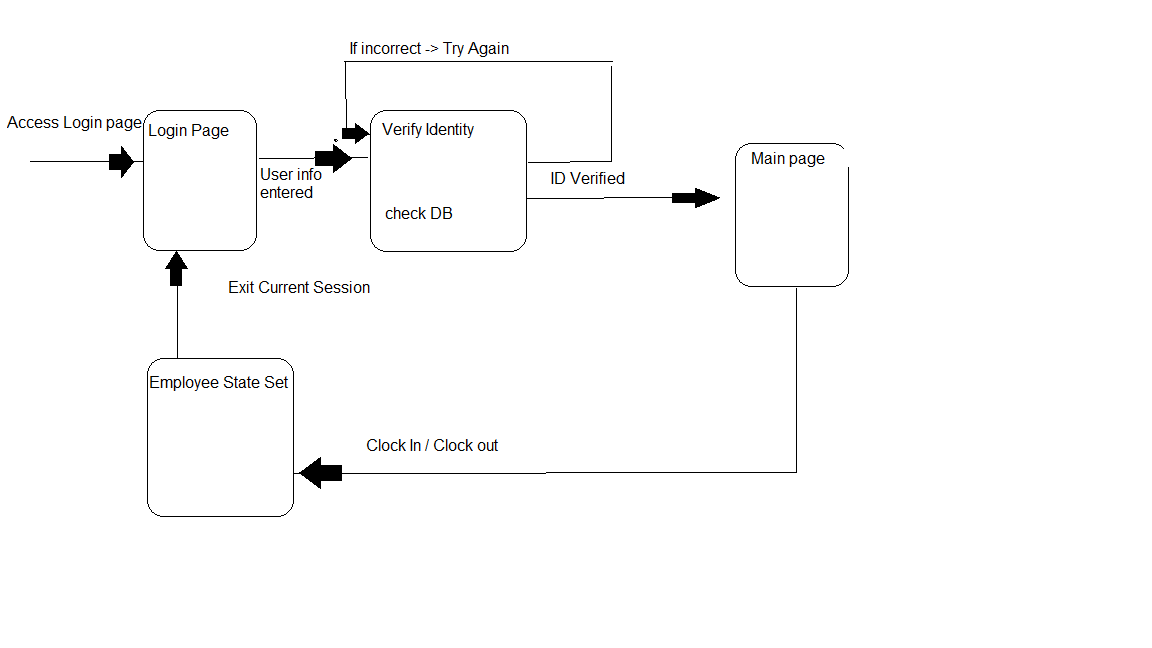 If incorrect -> Try Again
Access Login page
Login Page
Verify Identity
Main page
User info
entered
ID Verified
check DB
Exit Current Session
Employee State Set
Clock In / Clock out